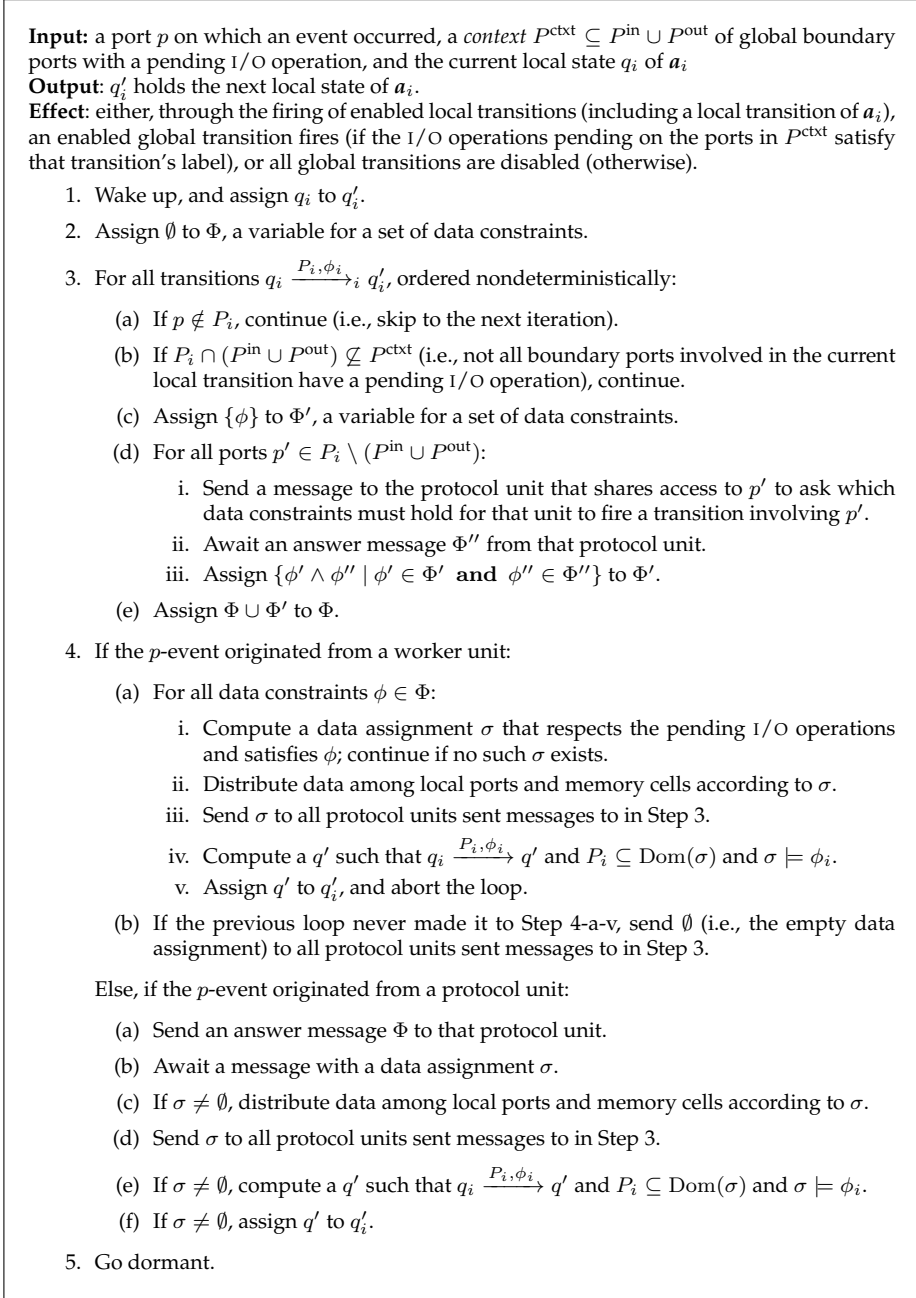 Input: a port p on which an event occurred, a context P^ctxt ⊆ P^in ∪ P^out of global boundary
ports with a pending I/O operation, and the current local state q_i of a_i
Output: q′_i holds the next local state of a_i.
Effect: either, through the firing of enabled local transitions (including a local transition of a_i),
an enabled global transition fires (if the I/O operations pending on the ports in P^ctxt satisfy
that transition's label), or all global transitions are disabled (otherwise).
1. Wake up, and assign q_i to q′_i.
2. Assign ∅ to Φ, a variable for a set of data constraints.
3. For all transitions q_i —P_i,ϕ_i→_i q′_i, ordered nondeterministically:
(a) If p ∉ P_i, continue (i.e., skip to the next iteration).
(b) If P_i ∩ (P^in ∪ P^out) ⊈ P^ctxt (i.e., not all boundary ports involved in the current
local transition have a pending I/O operation), continue.
(c) Assign {ϕ} to Φ′, a variable for a set of data constraints.
(d) For all ports p′ ∈ P_i \ (P^in ∪ P^out):
i. Send a message to the protocol unit that shares access to p′ to ask which
data constraints must hold for that unit to fire a transition involving p′.
ii. Await an answer message Φ′′ from that protocol unit.
iii. Assign {ϕ′ ∧ ϕ′′ | ϕ′ ∈ Φ′ and ϕ′′ ∈ Φ′′} to Φ′.
(e) Assign Φ ∪ Φ′ to Φ.
4. If the p-event originated from a worker unit:
(a) For all data constraints ϕ ∈ Φ:
i. Compute a data assignment σ that respects the pending I/O operations
and satisfies ϕ; continue if no such σ exists.
ii. Distribute data among local ports and memory cells according to σ.
iii. Send σ to all protocol units sent messages to in Step 3.
iv. Compute a q′ such that q_i —P_i,ϕ_i→ q′ and P_i ⊆ Dom(σ) and σ ⊨ ϕ_i.
v. Assign q′ to q′_i, and abort the loop.
(b) If the previous loop never made it to Step 4-a-v, send ∅ (i.e., the empty data
assignment) to all protocol units sent messages to in Step 3.
Else, if the p-event originated from a protocol unit:
(a) Send an answer message Φ to that protocol unit.
(b) Await a message with a data assignment σ.
(c) If σ ≠ ∅, distribute data among local ports and memory cells according to σ.
(d) Send σ to all protocol units sent messages to in Step 3.
(e) If σ ≠ ∅, compute a q′ such that q_i —P_i,ϕ_i→ q′ and P_i ⊆ Dom(σ) and σ ⊨ ϕ_i.
(f) If σ ≠ ∅, assign q′ to q′_i.
5. Go dormant.